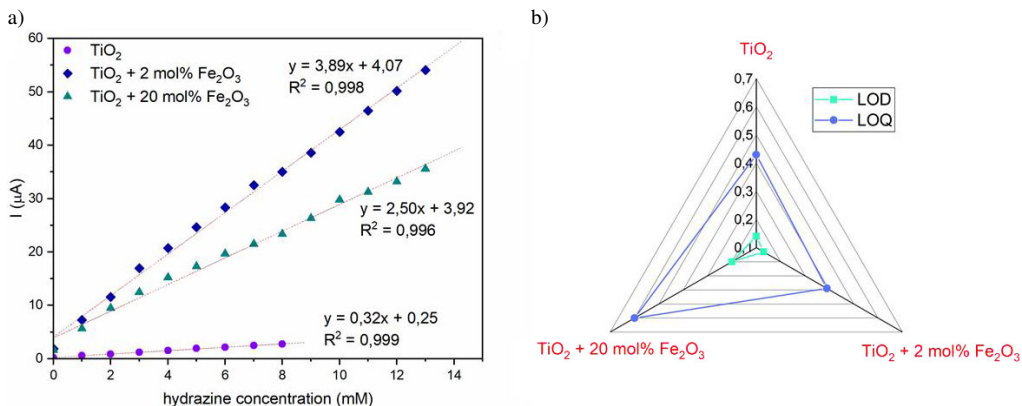 a)
60
50
40
30
20
10
0
I (µA)
0
2
4
6
8
10
12
14
hydrazine concentration (mM)
TiO₂
TiO₂ + 2 mol% Fe₂O₃
TiO₂ + 20 mol% Fe₂O₃
y = 3,89x + 4,07
R² = 0,998
y = 2,50x + 3,92
R² = 0,996
y = 0,32x + 0,25
R² = 0,999
b)
TiO₂
0,7
0,6
0,5
0,4
0,3
0,2
0,1
LOD
LOQ
TiO₂ + 20 mol% Fe₂O₃
TiO₂ + 2 mol% Fe₂O₃